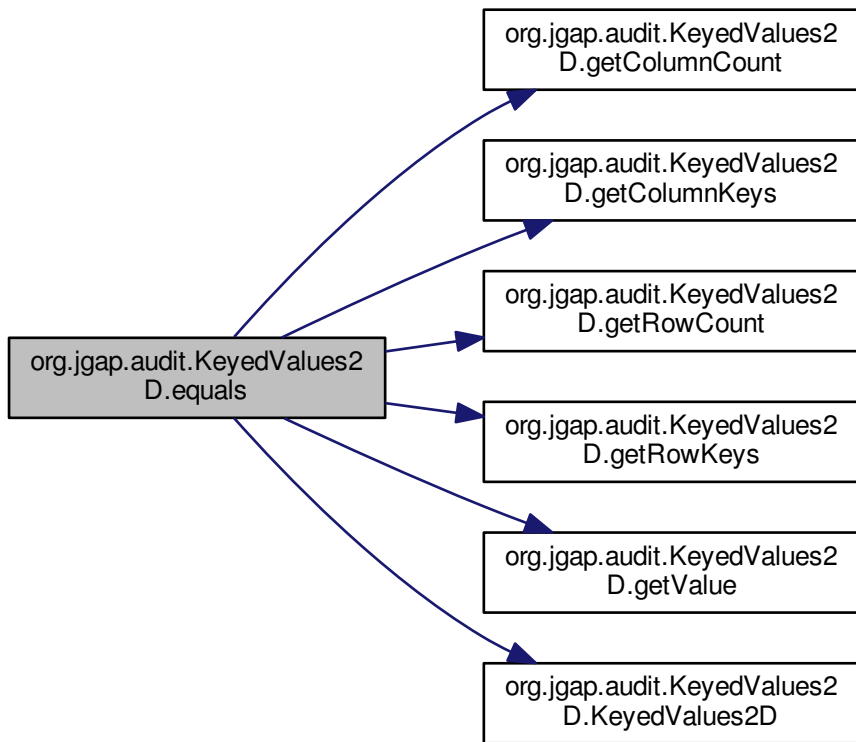 org.jgap.audit.KeyedValues2
D.getColumnCount
org.jgap.audit.KeyedValues2
D.getColumnKeys
org.jgap.audit.KeyedValues2
D.getRowCount
org.jgap.audit.KeyedValues2
D.equals
org.jgap.audit.KeyedValues2
D.getRowKeys
org.jgap.audit.KeyedValues2
D.getValue
org.jgap.audit.KeyedValues2
D.KeyedValues2D